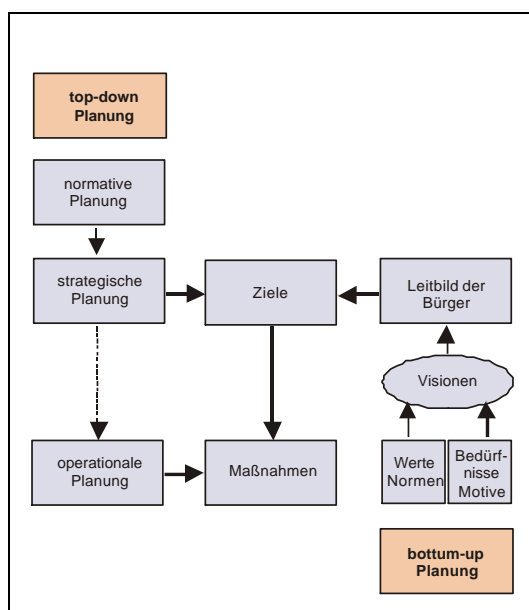 top-down
Planung
normative
Planung
strategische
Planung
Ziele
Leitbild der
Bürger
Visionen
operationale
Planung
Maßnahmen
Werte
Normen
Bedürf-
nisse
Motive
bottum-up
Planung